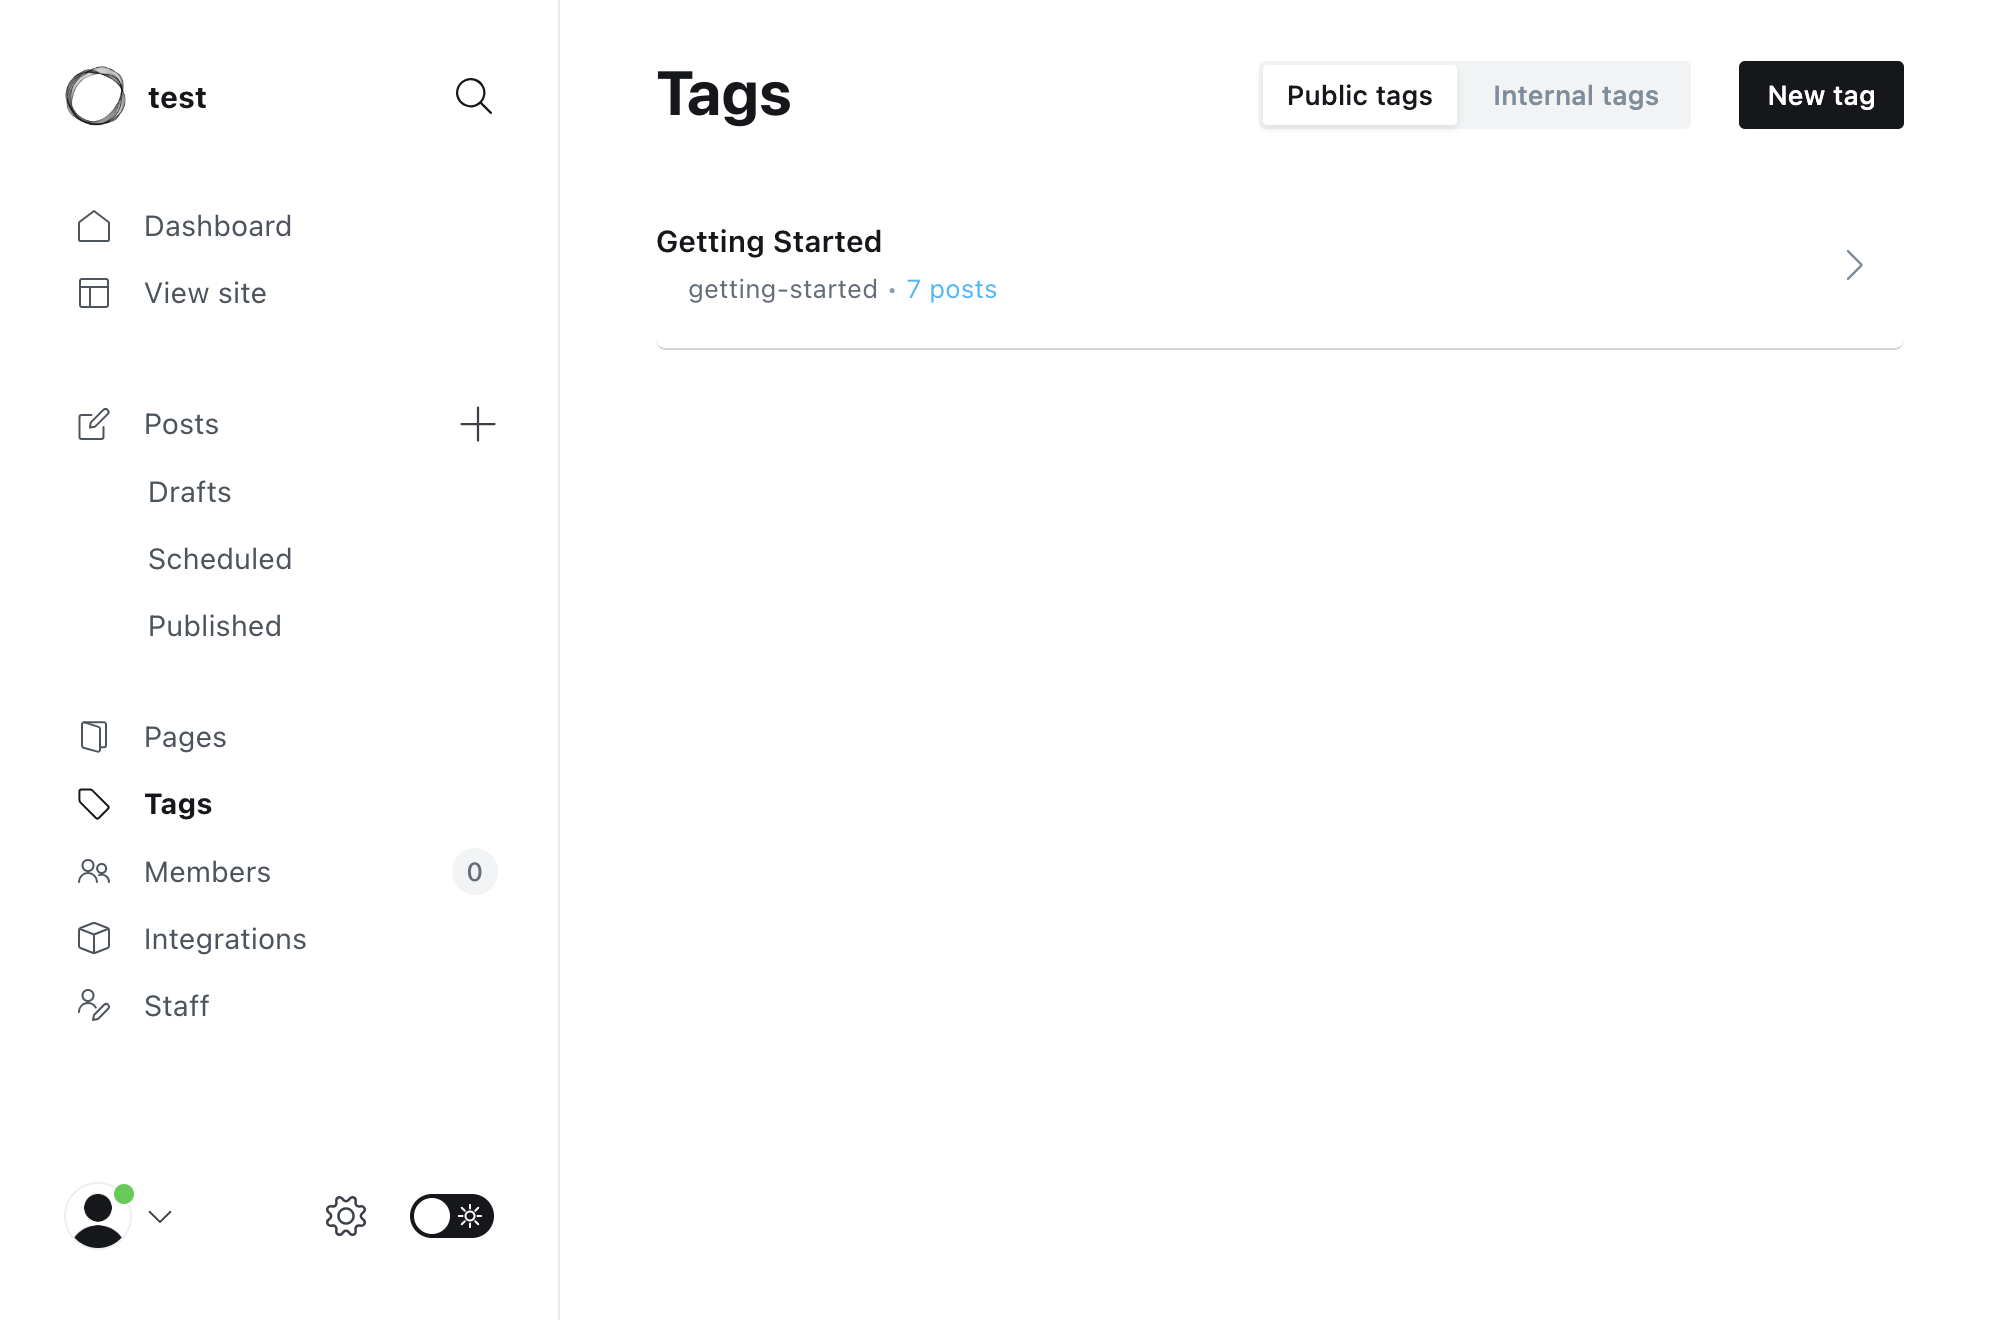 test
Dashboard
View site
Posts
Drafts
Scheduled
Published
Pages
Tags
Members 0
Integrations
Staff
Tags
Public tags Internal tags New tag
Getting Started
getting-started • 7 posts